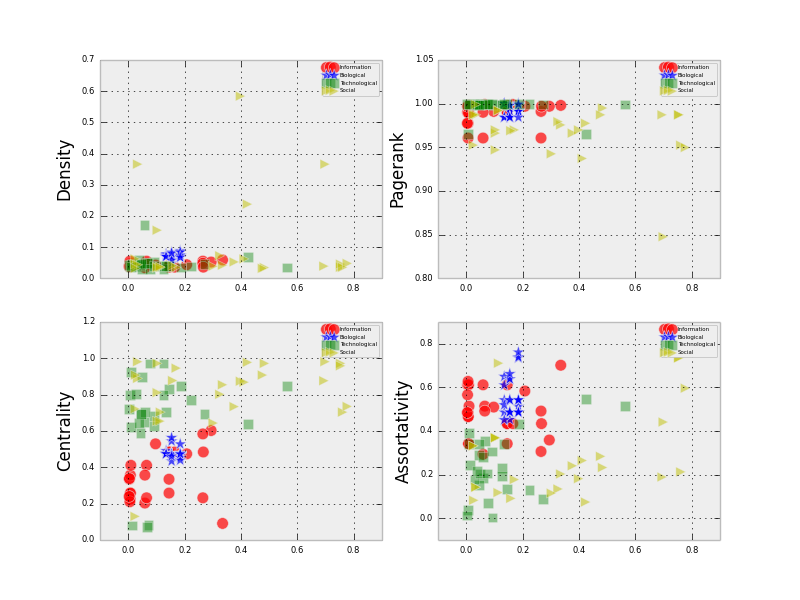 0.7
0.6
0.5
0.4
0.3
0.2
0.1
0.0
Density
0.0 0.2 0.4 0.6 0.8
Information
Biological
Technological
Social
1.05
1.00
0.95
0.90
0.85
0.80
Pagerank
0.0 0.2 0.4 0.6 0.8
Information
Biological
Technological
Social
1.2
1.0
0.8
0.6
0.4
0.2
0.0
Centrality
0.0 0.2 0.4 0.6 0.8
Information
Biological
Technological
Social
0.8
0.6
0.4
0.2
0.0
Assortativity
0.0 0.2 0.4 0.6 0.8
Information
Biological
Technological
Social